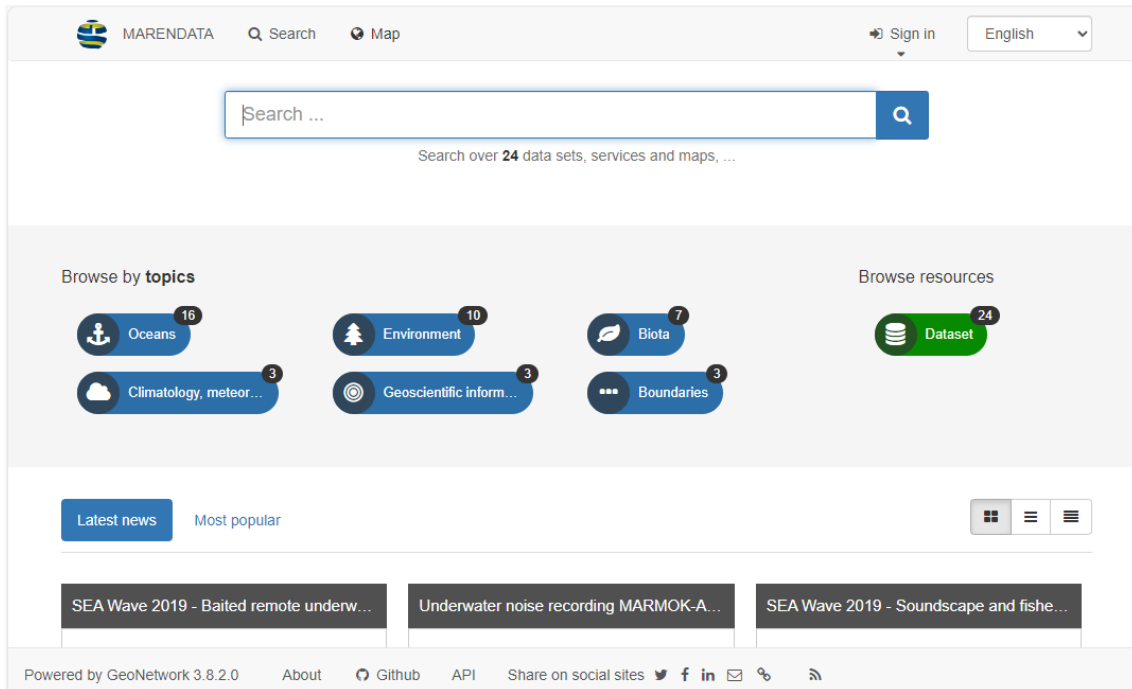 MARENDATA Search Map Sign in English
Search ...
Search over 24 data sets, services and maps, ...
Browse by topics Browse resources
16 10 7 24
Oceans Environment Biota Dataset
3 3 3
Climatology, meteor... Geoscientific inform... Boundaries
Latest news Most popular
SEA Wave 2019 - Baited remote underw... Underwater noise recording MARMOK-A... SEA Wave 2019 - Soundscape and fishe...
Powered by GeoNetwork 3.8.2.0 About Github API Share on social sites